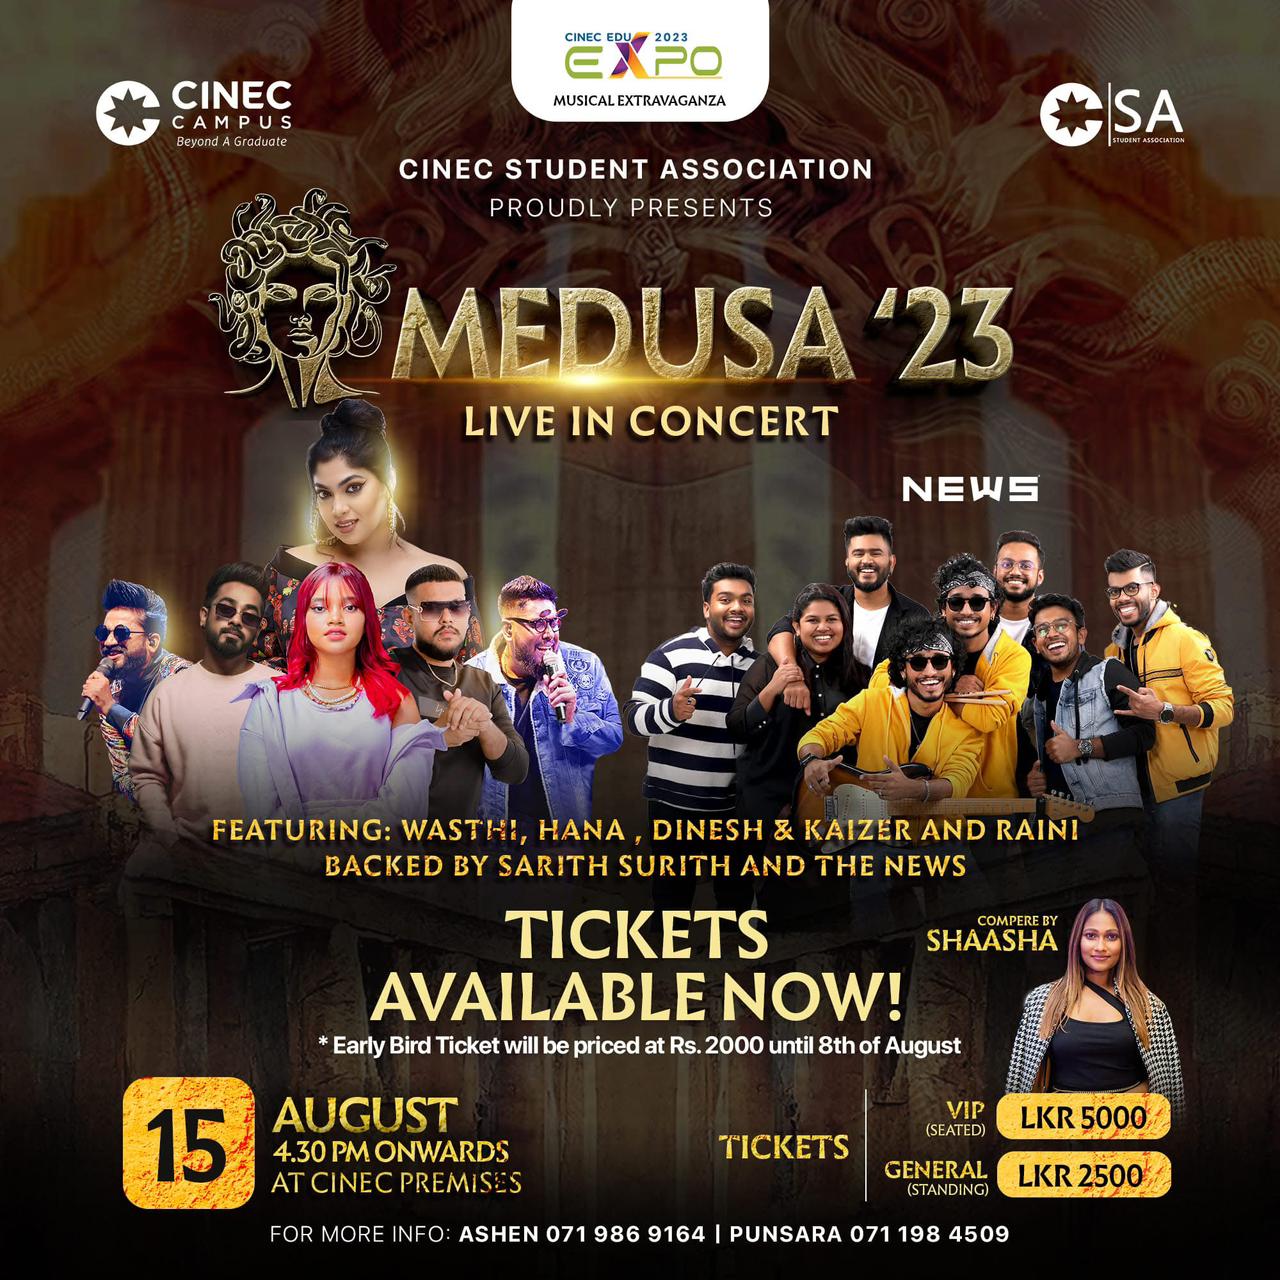 CINEC EDU 2023
EXPO
MUSICAL EXTRAVAGANZA
CINEC
CAMPUS
Beyond A Graduate
C SA
STUDENT ASSOCIATION
CINEC STUDENT ASSOCIATION
PROUDLY PRESENTS
MEDUSA '23
LIVE IN CONCERT
NEWS
FEATURING: WASTHI, HANA , DINESH & KAIZER AND RAINI
BACKED BY SARITH SURITH AND THE NEWS
TICKETS
AVAILABLE NOW!
* Early Bird Ticket will be priced at Rs. 2000 until 8th of August
COMPERE BY
SHAASHA
15
AUGUST
4.30 PM ONWARDS
AT CINEC PREMISES
TICKETS
VIP
(SEATED)
LKR 5000
GENERAL
(STANDING)
LKR 2500
FOR MORE INFO: ASHEN 071 986 9164 | PUNSARA 071 198 4509